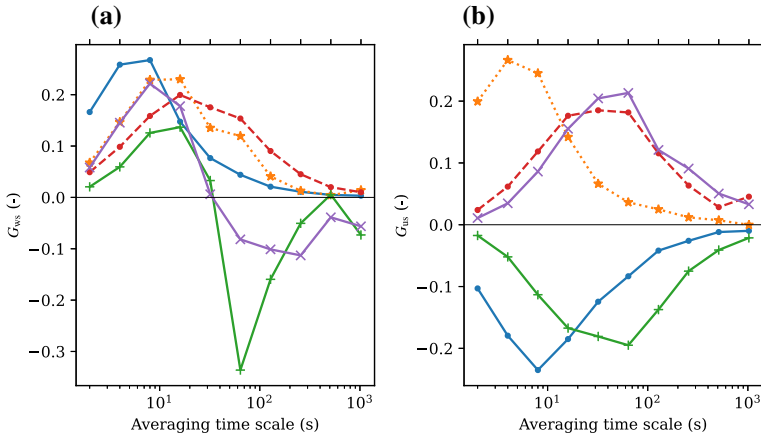 (a)
(b)
0.2
0.1
0.0
−0.1
−0.2
−0.3
G_ws (-)
10^1
10^2
10^3
Averaging time scale (s)
0.2
0.1
0.0
−0.1
−0.2
G_us (-)
10^1
10^2
10^3
Averaging time scale (s)